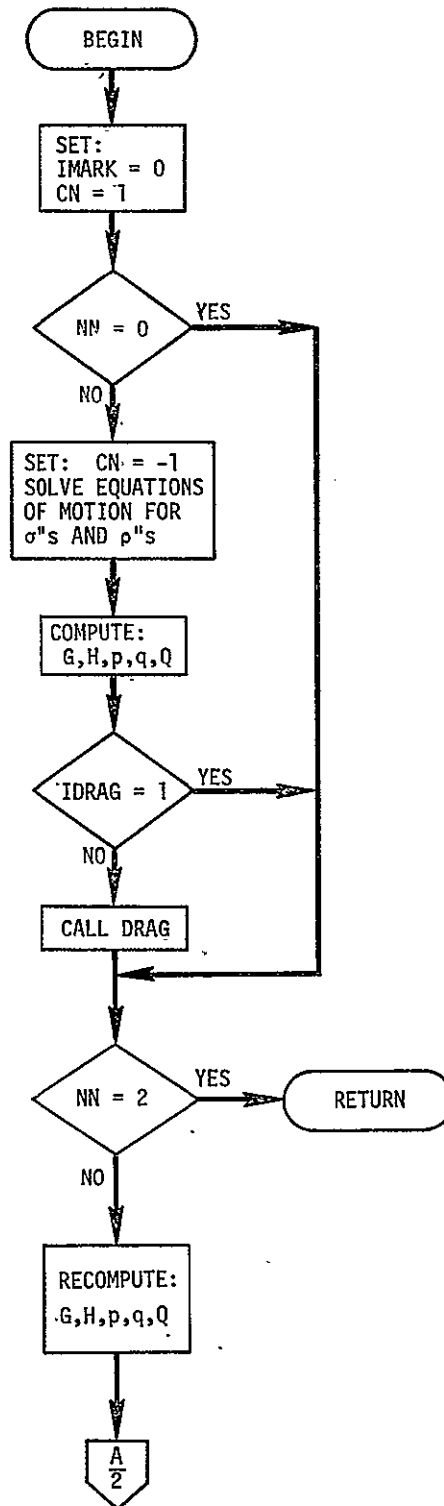 BEGIN
SET:
IMARK = 0
CN = 1
NN = 0
YES
NO
SET: CN = -1
SOLVE EQUATIONS
OF MOTION FOR
σ"s AND ρ"s
COMPUTE:
G,H,p,q,Q
IDRAG = 1
YES
NO
CALL DRAG
NN = 2
YES
RETURN
NO
RECOMPUTE:
G,H,p,q,Q
A
2